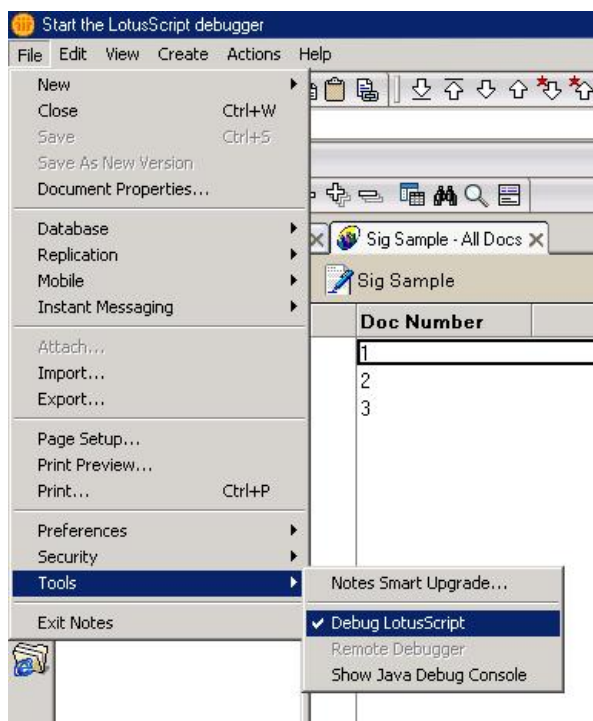 Start the LotusScript debugger
File Edit View Create Actions Help
New
Close Ctrl+W
Save Ctrl+S
Save As New Version
Document Properties...
Database
Replication
Mobile
Instant Messaging
Attach...
Import...
Export...
Page Setup...
Print Preview...
Print... Ctrl+P
Preferences
Security
Tools
Exit Notes
Sig Sample - All Docs
Sig Sample
Doc Number
1
2
3
Notes Smart Upgrade...
Debug LotusScript
Remote Debugger
Show Java Debug Console